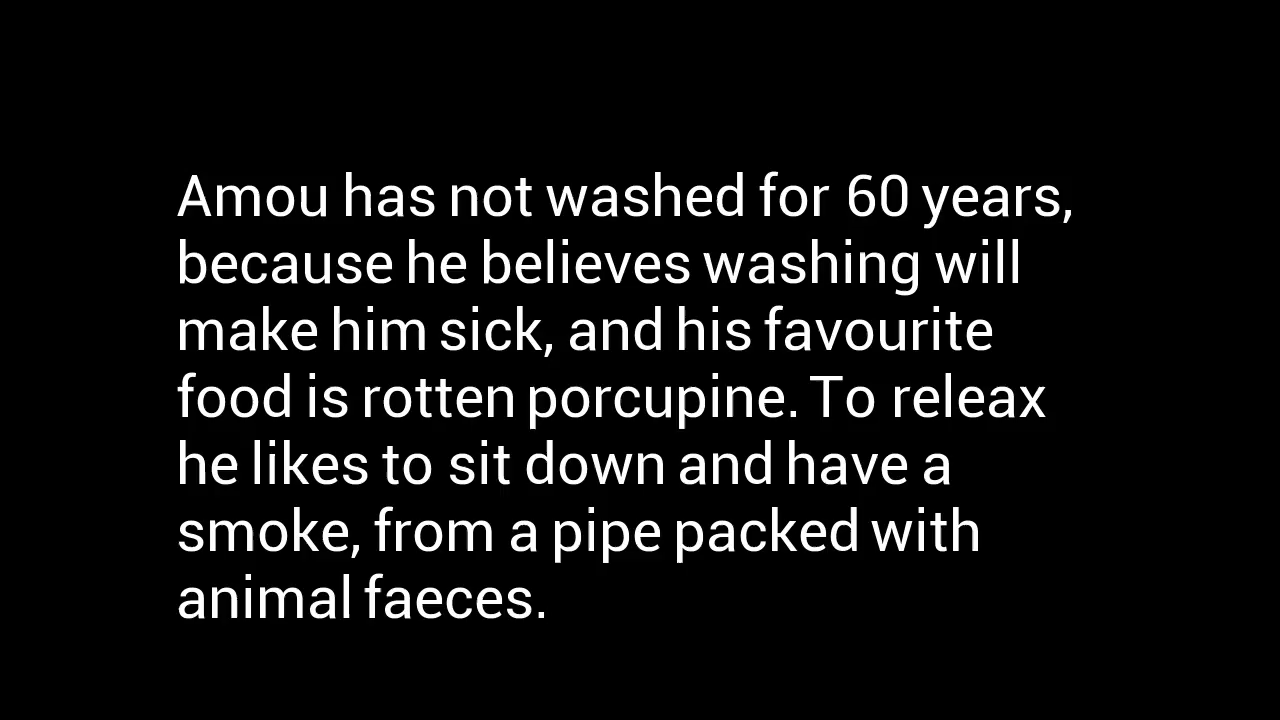 Amou has not washed for 60 years,
because he believes washing will
make him sick, and his favourite
food is rotten porcupine. To releax
he likes to sit down and have a
smoke, from a pipe packed with
animal faeces.